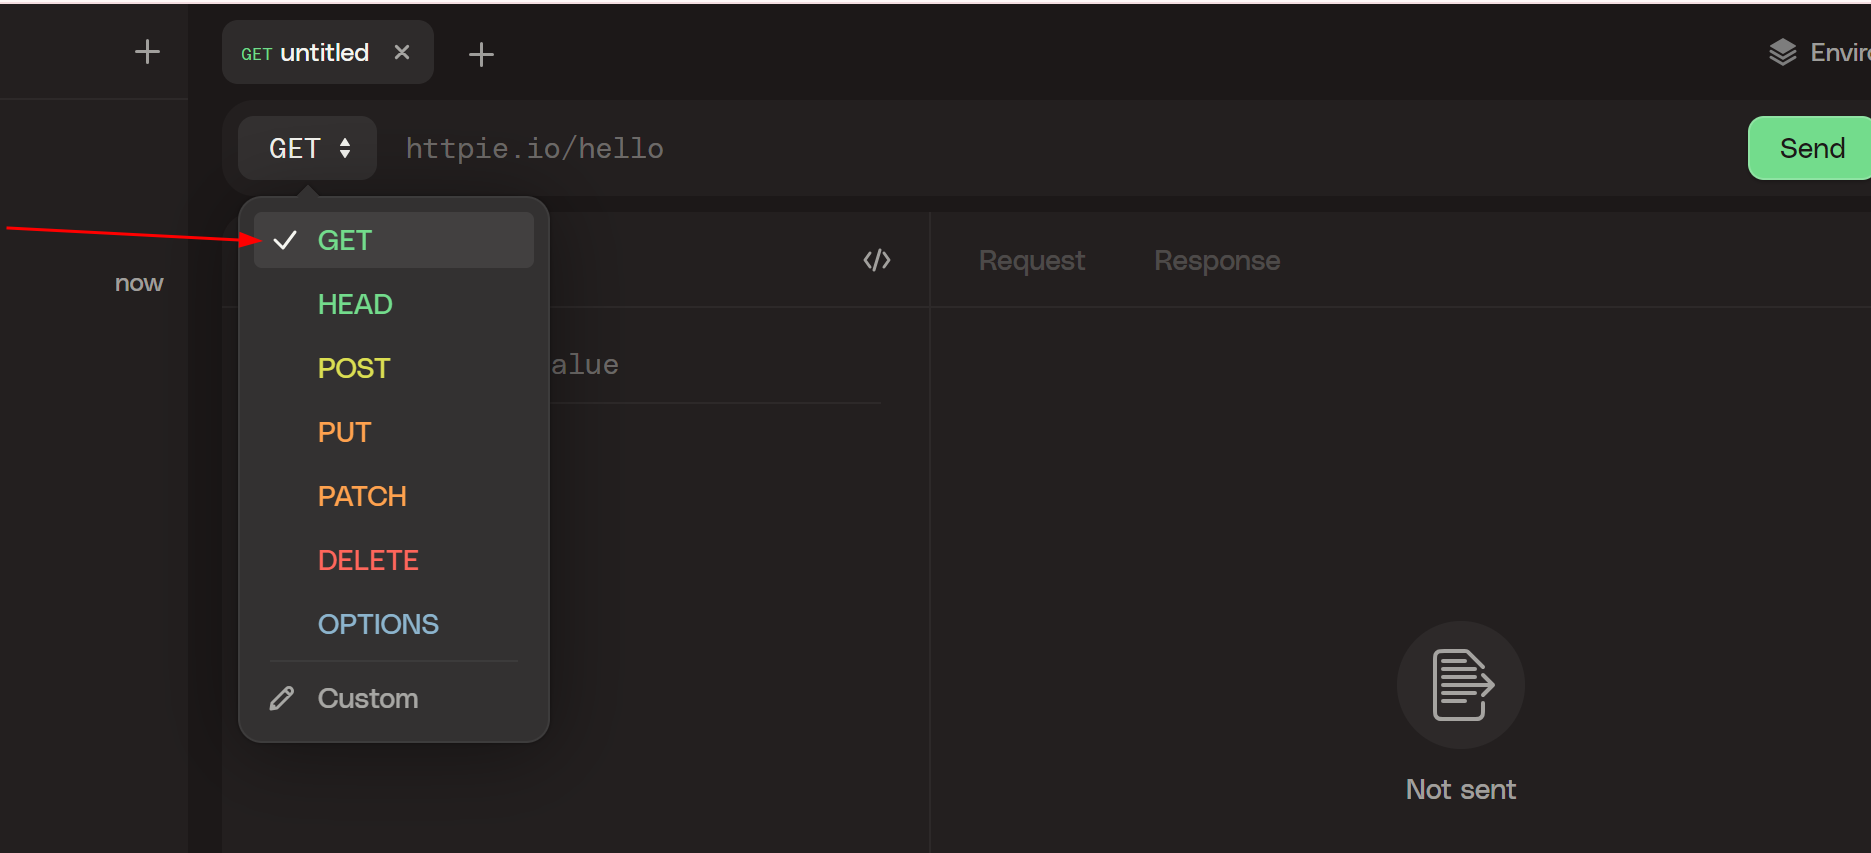 GET untitled
Enviro
GET httpie.io/hello Send
GET
HEAD
POST
PUT
PATCH
DELETE
OPTIONS
Custom
now
alue
Request Response
Not sent